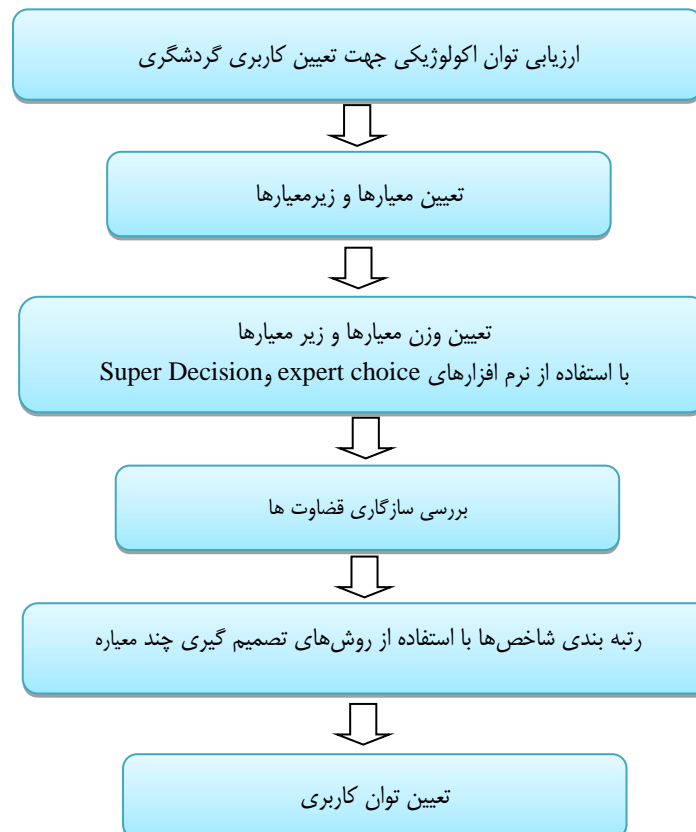 ارزیابی توان اکولوژیکی جهت تعیین کاربری گردشگری
تعیین معیارها و زیرمعیارها
تعیین وزن معیارها و زیر معیارها
با استفاده از نرم افزارهای expert choice وSuper Decision
بررسی سازگاری قضاوت ها
رتبه بندی شاخص‌ها با استفاده از روش‌های تصمیم گیری چند معیاره
تعیین توان کاربری